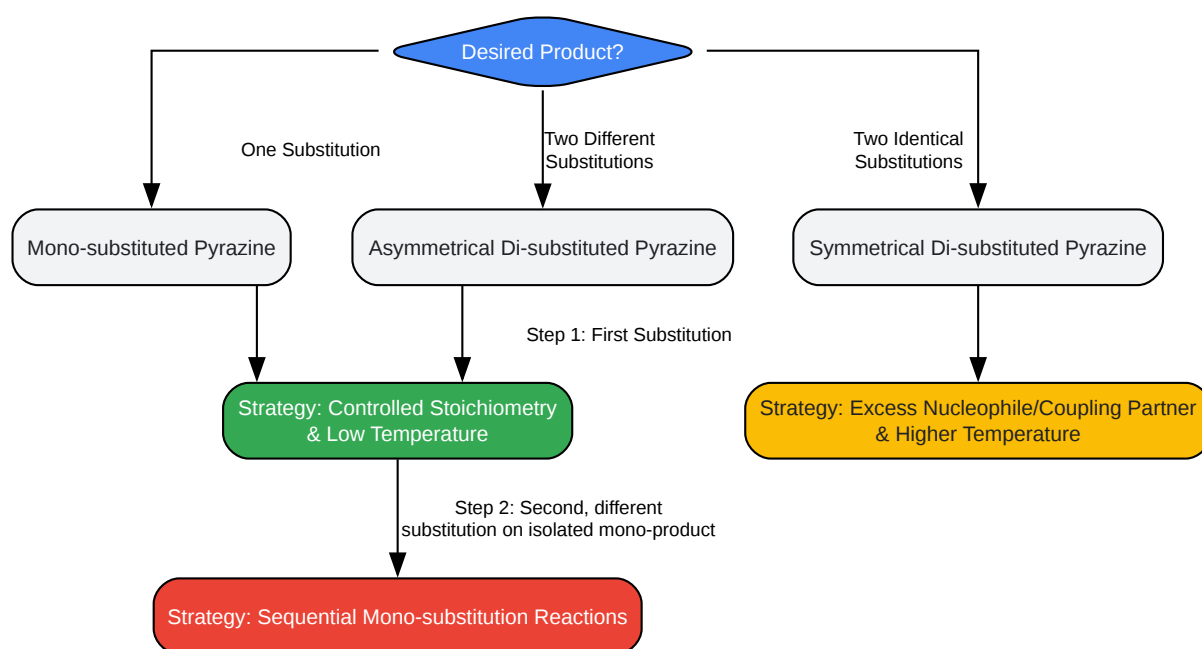 Desired Product?
One Substitution
Two Different
Substitutions
Two Identical
Substitutions
Mono-substituted Pyrazine
Asymmetrical Di-substituted Pyrazine
Symmetrical Di-substituted Pyrazine
Step 1: First Substitution
Strategy: Controlled Stoichiometry
& Low Temperature
Strategy: Excess Nucleophile/Coupling Partner
& Higher Temperature
Step 2: Second, different
substitution on isolated mono-product
Strategy: Sequential Mono-substitution Reactions